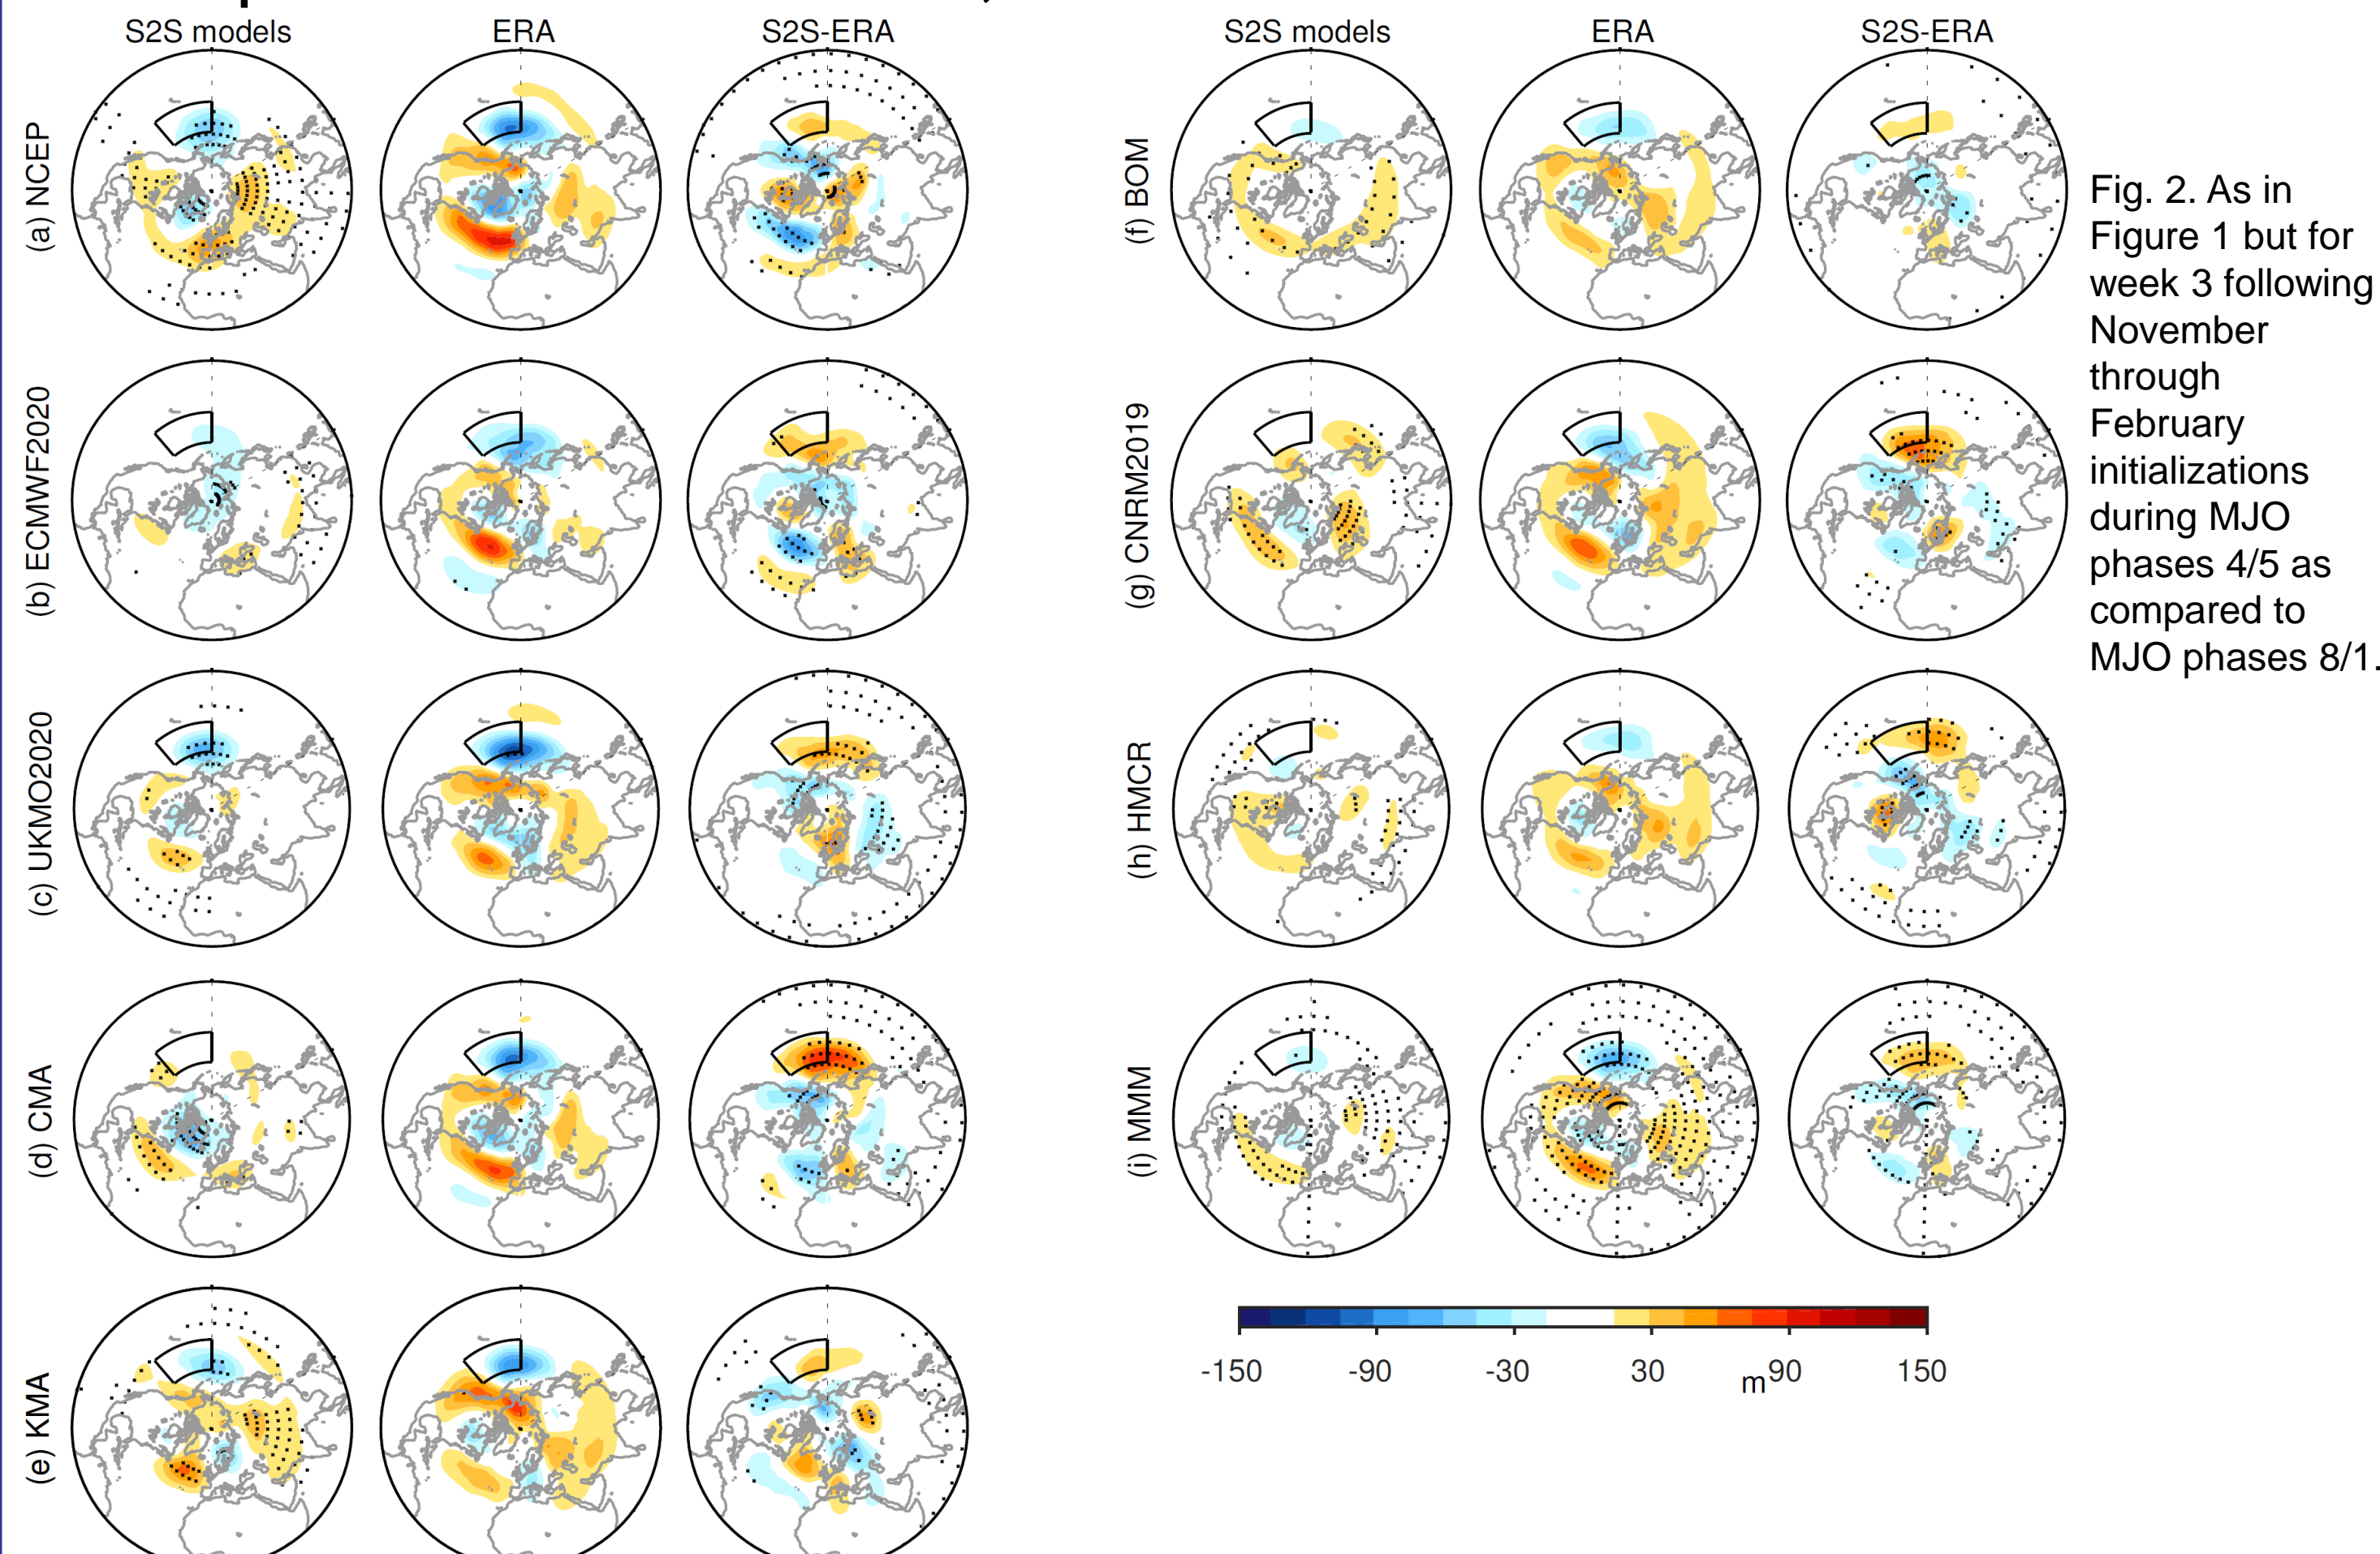 S2S models ERA S2S-ERA
(a) NCEP
(b) ECMWF2020
(c) UKMO2020
(d) CMA
(e) KMA
S2S models ERA S2S-ERA
(f) BOM
(g) CNRM2019
(h) HMCR
(i) MMM
-150 -90 -30 30 m 90 150
Fig. 2. As in
Figure 1 but for
week 3 following
November
through
February
initializations
during MJO
phases 4/5 as
compared to
MJO phases 8/1.